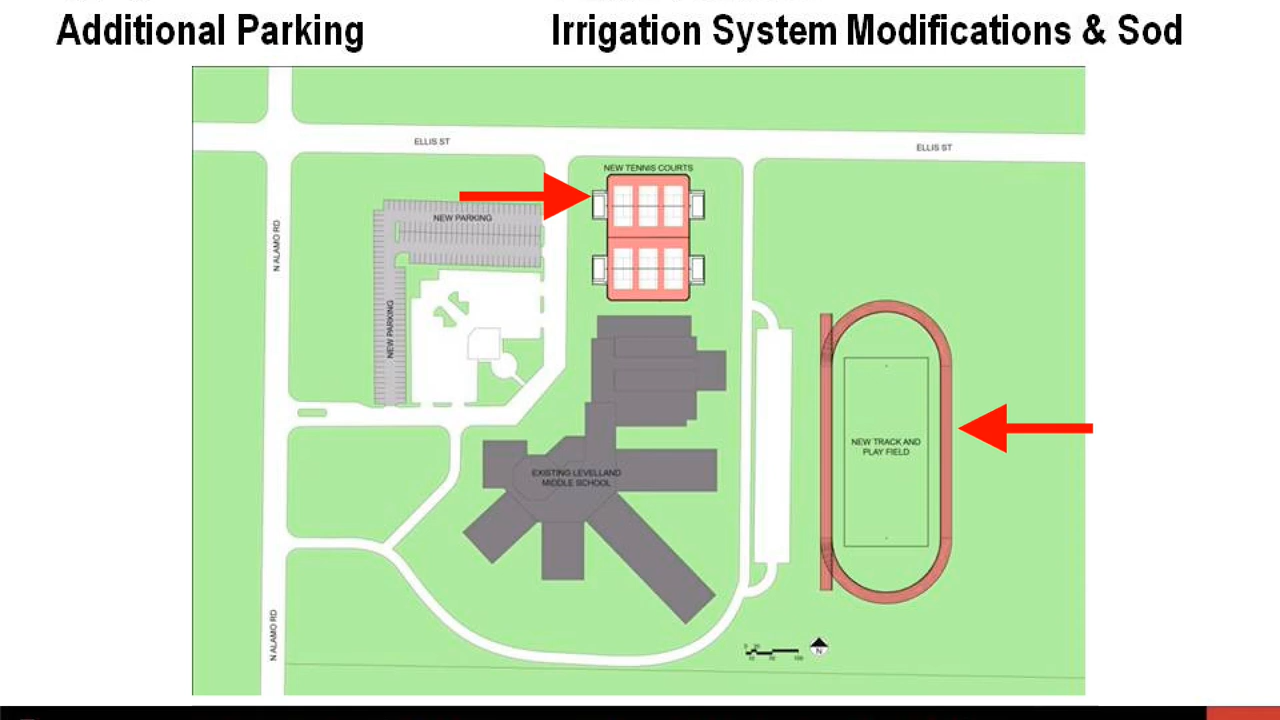 Additional Parking
Irrigation System Modifications & Sod
ELLIS ST
ELLIS ST
NEW TENNIS COURTS
NEW PARKING
N ALAMO RD
NEW PARKING
NEW TRACK AND
PLAY FIELD
EXISTING LEVELLAND
MIDDLE SCHOOL
N ALAMO RD
N